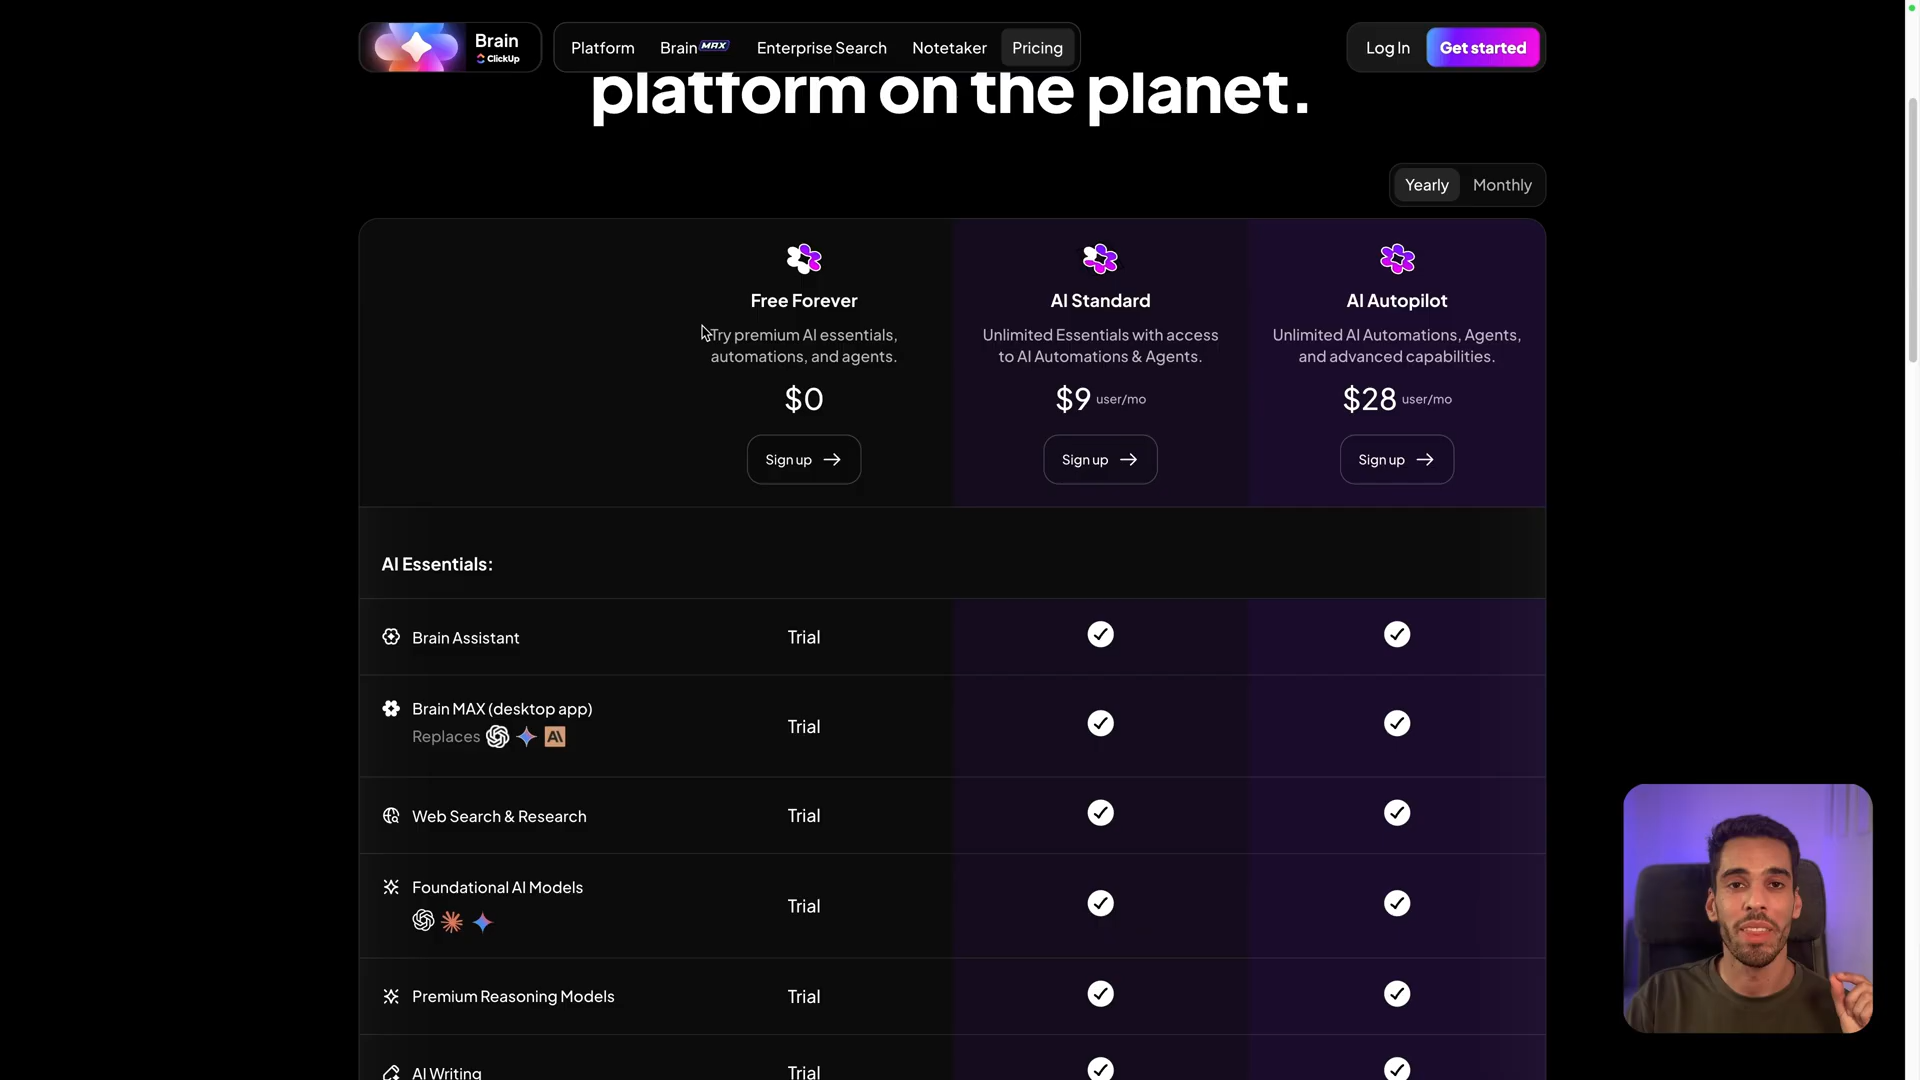 Brain
ClickUp
Platform
Brain MAX
Enterprise Search
Notetaker
Pricing
Log In
Get started
platform on the planet.
Yearly
Monthly
Free Forever
Try premium AI essentials,
automations, and agents.
$0
Sign up
AI Standard
Unlimited Essentials with access
to AI Automations & Agents.
$9 user/mo
Sign up
AI Autopilot
Unlimited AI Automations, Agents,
and advanced capabilities.
$28 user/mo
Sign up
AI Essentials:
Brain Assistant
Trial
Brain MAX (desktop app)
Replaces
Trial
Web Search & Research
Trial
Foundational AI Models
Trial
Premium Reasoning Models
Trial
AI Writing
Trial